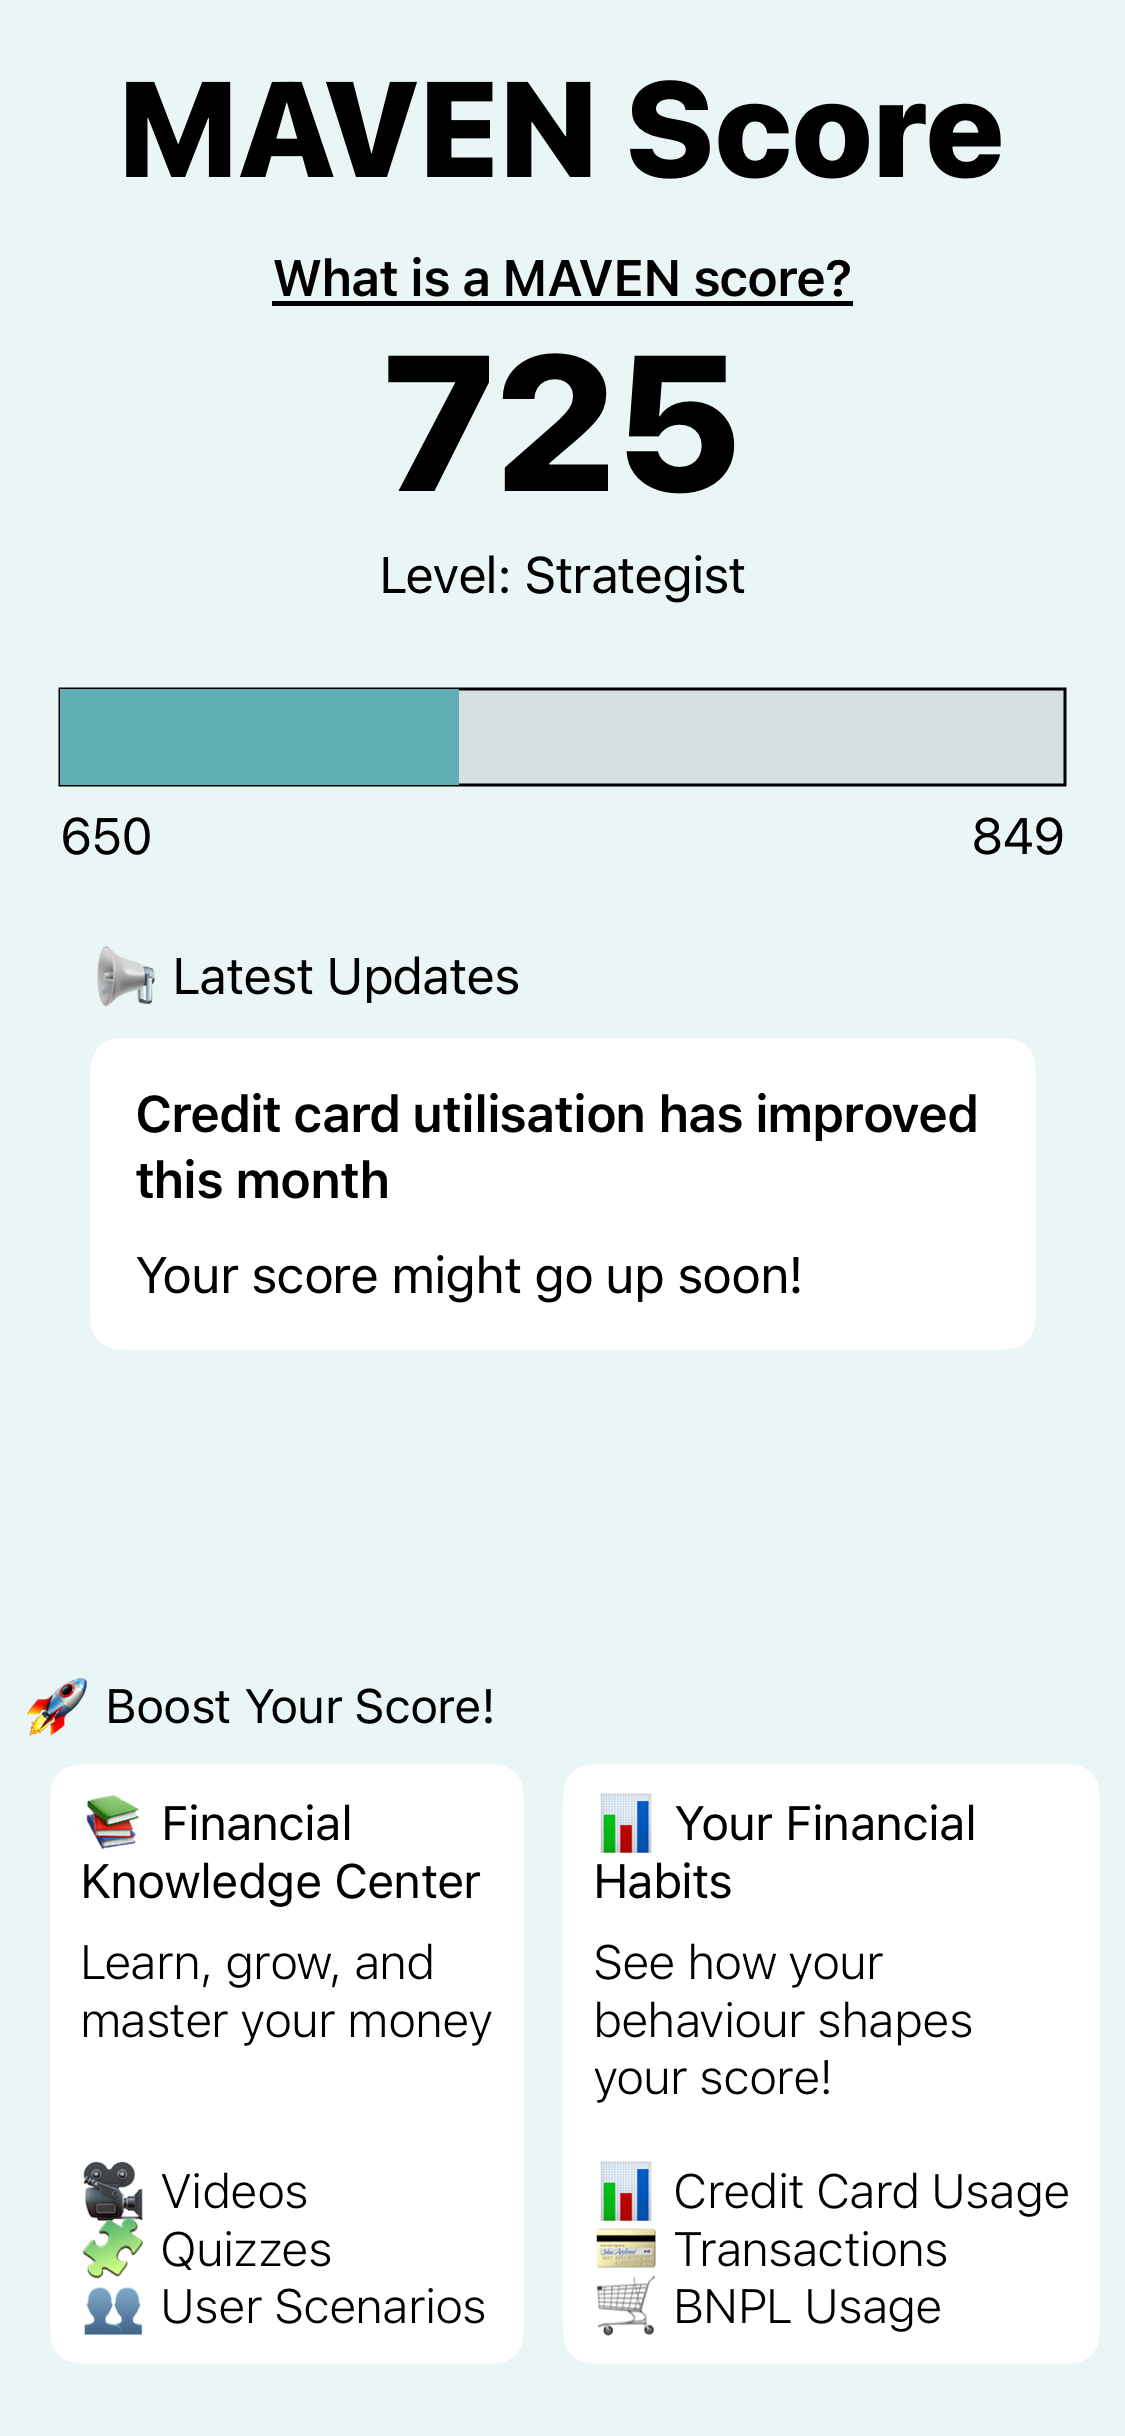 MAVEN Score
What is a MAVEN score?
725
Level: Strategist
650
849
Latest Updates
Credit card utilisation has improved
this month
Your score might go up soon!
Boost Your Score!
Financial
Knowledge Center
Learn, grow, and
master your money
Videos
Quizzes
User Scenarios
Your Financial
Habits
See how your
behaviour shapes
your score!
Credit Card Usage
Transactions
BNPL Usage